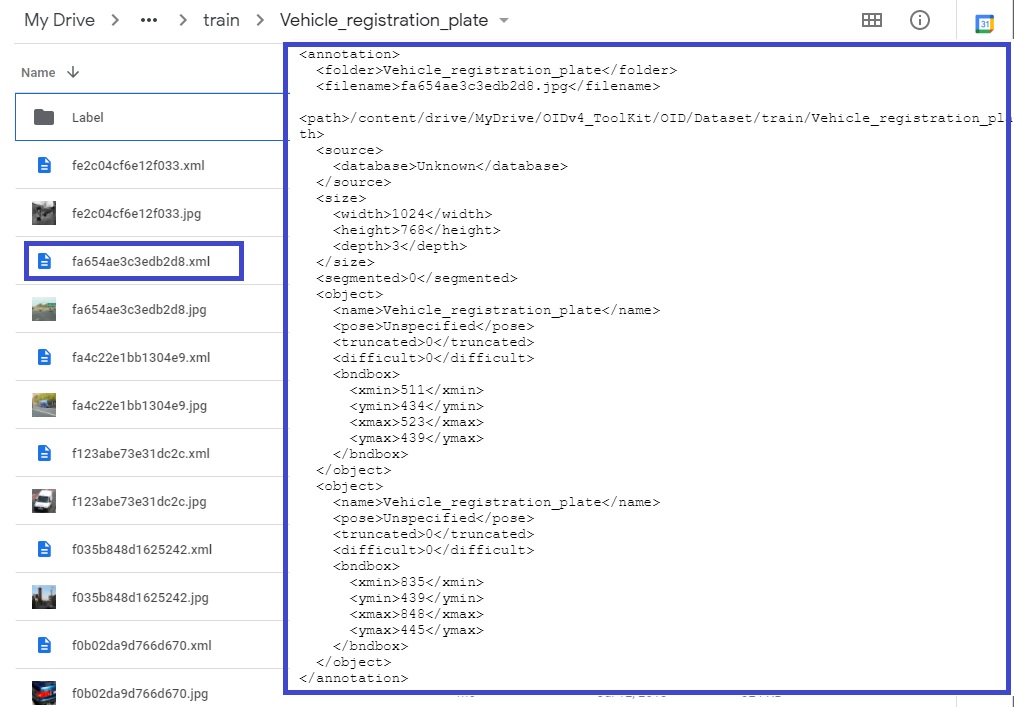 My Drive > ... > train > Vehicle_registration_plate
31
Name
Label
fe2c04cf6e12f033.xml
fe2c04cf6e12f033.jpg
fa654ae3c3edb2d8.xml
fa654ae3c3edb2d8.jpg
fa4c22e1bb1304e9.xml
fa4c22e1bb1304e9.jpg
f123abe73e31dc2c.xml
f123abe73e31dc2c.jpg
f035b848d1625242.xml
f035b848d1625242.jpg
f0b02da9d766d670.xml
f0b02da9d766d670.jpg
<annotation>
<folder>Vehicle_registration_plate</folder>
<filename>fa654ae3c3edb2d8.jpg</filename>
<path>/content/drive/MyDrive/OIDv4_ToolKit/OID/Dataset/train/Vehicle_registration_pl
th>
<source>
<database>Unknown</database>
</source>
<size>
<width>1024</width>
<height>768</height>
<depth>3</depth>
</size>
<segmented>0</segmented>
<object>
<name>Vehicle_registration_plate</name>
<pose>Unspecified</pose>
<truncated>0</truncated>
<difficult>0</difficult>
<bndbox>
<xmin>511</xmin>
<ymin>434</ymin>
<xmax>523</xmax>
<ymax>439</ymax>
</bndbox>
</object>
<object>
<name>Vehicle_registration_plate</name>
<pose>Unspecified</pose>
<truncated>0</truncated>
<difficult>0</difficult>
<bndbox>
<xmin>835</xmin>
<ymin>439</ymin>
<xmax>848</xmax>
<ymax>445</ymax>
</bndbox>
</object>
</annotation>